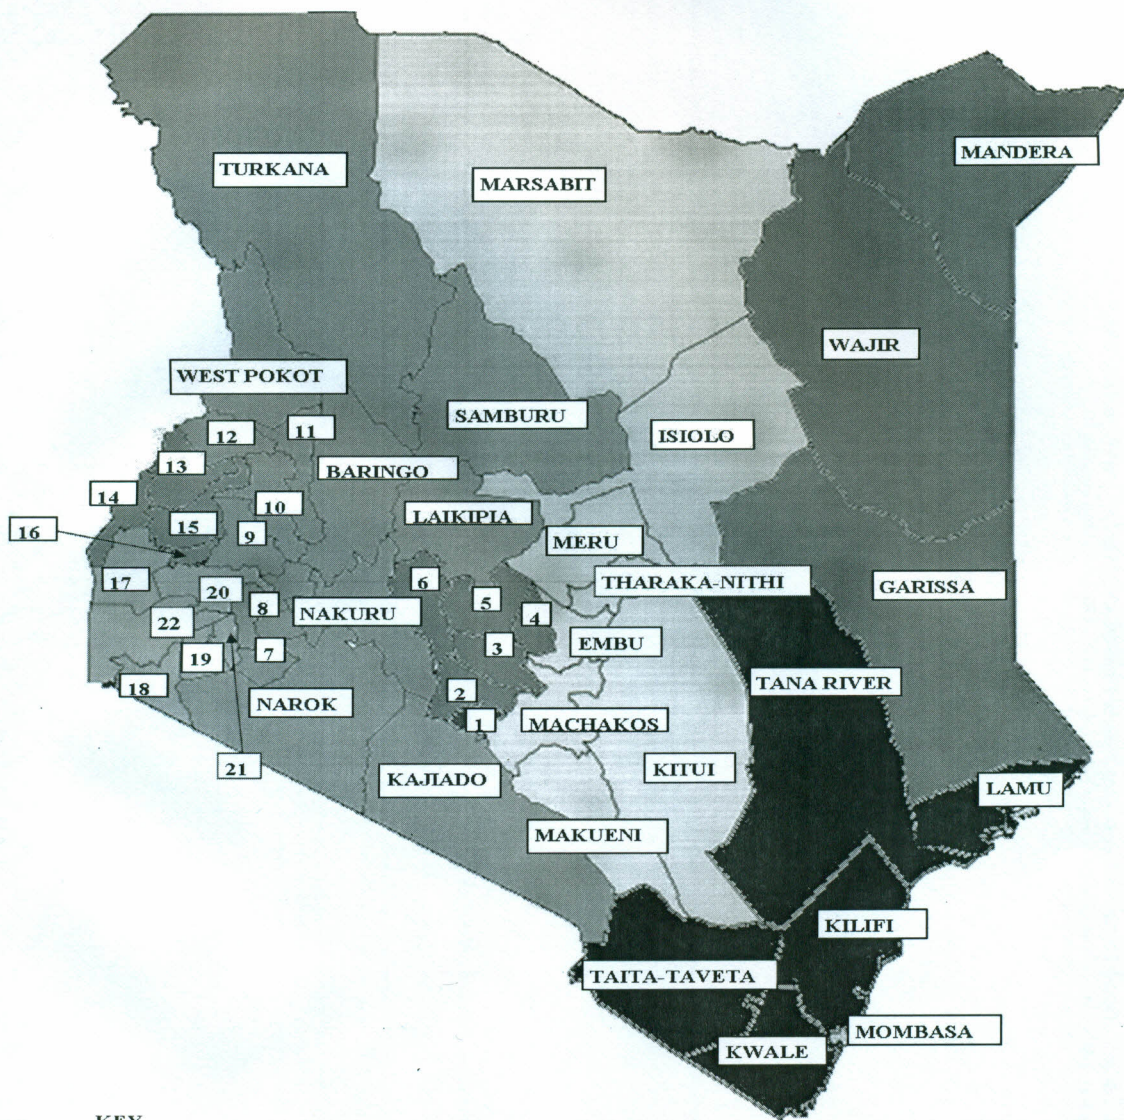 MANDERA
TURKANA
MARSABIT
WAJIR
WEST POKOT
SAMBURU
12
11
ISIOLO
13
BARINGO
14
10
LAIKIPIA
15
16
9
MERU
17
6
THARAKA-NITHI
20
5
GARISSA
8
NAKURU
4
22
EMBU
3
7
19
TANA RIVER
18
2
NAROK
1
MACHAKOS
21
KITUI
KAJIADO
LAMU
MAKUENI
KILIFI
TAITA-TAVETA
MOMBASA
KWALE
KEY